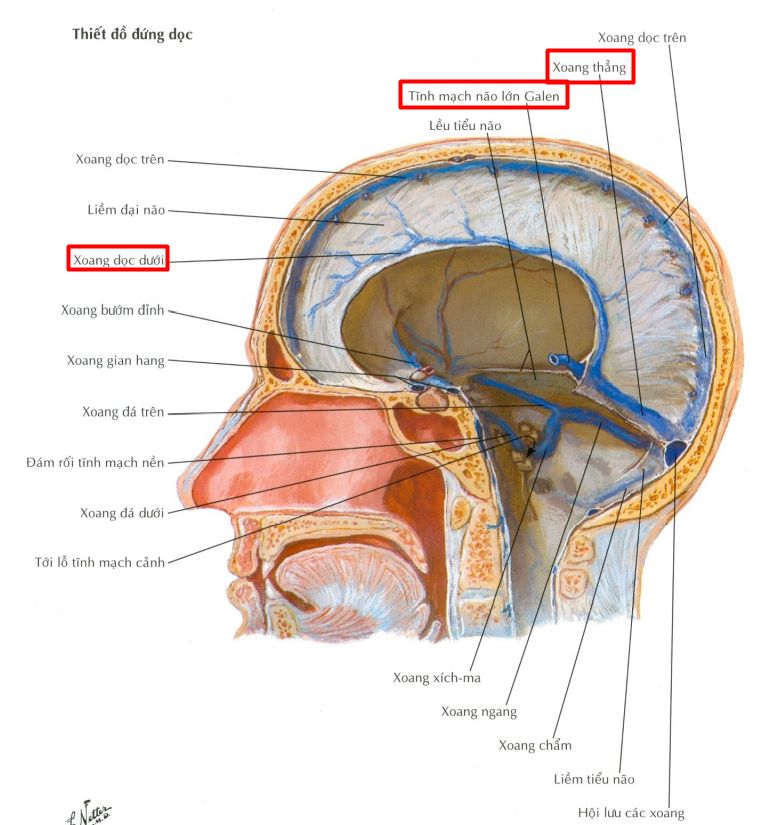 Thiết đồ đứng dọc
Xoang dọc trên
Xoang thẳng
Tĩnh mạch não lớn Galen
Lều tiểu não
Xoang dọc trên
Liềm đại não
Xoang dọc dưới
Xoang bướm đỉnh
Xoang gian hang
Xoang đá trên
Đám rối tĩnh mạch nền
Xoang đá dưới
Tới lỗ tĩnh mạch cảnh
Xoang xích-ma
Xoang ngang
Xoang chẩm
Liềm tiểu não
Hội lưu các xoang
Netter